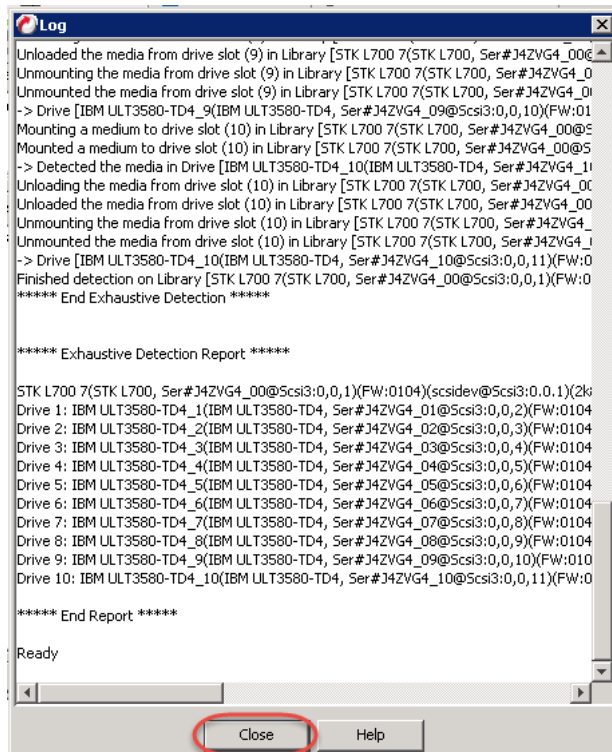 Log
Unloaded the media from drive slot (9) in Library [STK L700 7(STK L700, Ser#J4ZVG4_00@
Unmounting the media from drive slot (9) in Library [STK L700 7(STK L700, Ser#J4ZVG4_0
Unmounted the media from drive slot (9) in Library [STK L700 7(STK L700, Ser#J4ZVG4_00
-> Drive [IBM ULT3580-TD4_9(IBM ULT3580-TD4, Ser#J4ZVG4_09@Scsi3:0,0,10)(FW:01
Mounting a medium to drive slot (10) in Library [STK L700 7(STK L700, Ser#J4ZVG4_00@S
Mounted a medium to drive slot (10) in Library [STK L700 7(STK L700, Ser#J4ZVG4_00@S
-> Detected the media in Drive [IBM ULT3580-TD4_10(IBM ULT3580-TD4, Ser#J4ZVG4_1
Unloading the media from drive slot (10) in Library [STK L700 7(STK L700, Ser#J4ZVG4_00
Unloaded the media from drive slot (10) in Library [STK L700 7(STK L700, Ser#J4ZVG4_00
Unmounting the media from drive slot (10) in Library [STK L700 7(STK L700, Ser#J4ZVG4_
Unmounted the media from drive slot (10) in Library [STK L700 7(STK L700, Ser#J4ZVG4_
-> Drive [IBM ULT3580-TD4_10(IBM ULT3580-TD4, Ser#J4ZVG4_10@Scsi3:0,0,11)(FW:0
Finished detection on Library [STK L700 7(STK L700, Ser#J4ZVG4_00@Scsi3:0,0,1)(FW:0
***** End Exhaustive Detection *****
***** Exhaustive Detection Report *****
STK L700 7(STK L700, Ser#J4ZVG4_00@Scsi3:0,0,1)(FW:0104)(scsidev@Scsi3:0.0.1)(2k
Drive 1: IBM ULT3580-TD4_1(IBM ULT3580-TD4, Ser#J4ZVG4_01@Scsi3:0,0,2)(FW:0104
Drive 2: IBM ULT3580-TD4_2(IBM ULT3580-TD4, Ser#J4ZVG4_02@Scsi3:0,0,3)(FW:0104
Drive 3: IBM ULT3580-TD4_3(IBM ULT3580-TD4, Ser#J4ZVG4_03@Scsi3:0,0,4)(FW:0104
Drive 4: IBM ULT3580-TD4_4(IBM ULT3580-TD4, Ser#J4ZVG4_04@Scsi3:0,0,5)(FW:0104
Drive 5: IBM ULT3580-TD4_5(IBM ULT3580-TD4, Ser#J4ZVG4_05@Scsi3:0,0,6)(FW:0104
Drive 6: IBM ULT3580-TD4_6(IBM ULT3580-TD4, Ser#J4ZVG4_06@Scsi3:0,0,7)(FW:0104
Drive 7: IBM ULT3580-TD4_7(IBM ULT3580-TD4, Ser#J4ZVG4_07@Scsi3:0,0,8)(FW:0104
Drive 8: IBM ULT3580-TD4_8(IBM ULT3580-TD4, Ser#J4ZVG4_08@Scsi3:0,0,9)(FW:0104
Drive 9: IBM ULT3580-TD4_9(IBM ULT3580-TD4, Ser#J4ZVG4_09@Scsi3:0,0,10)(FW:010
Drive 10: IBM ULT3580-TD4_10(IBM ULT3580-TD4, Ser#J4ZVG4_10@Scsi3:0,0,11)(FW:0
***** End Report *****
Ready
Close Help